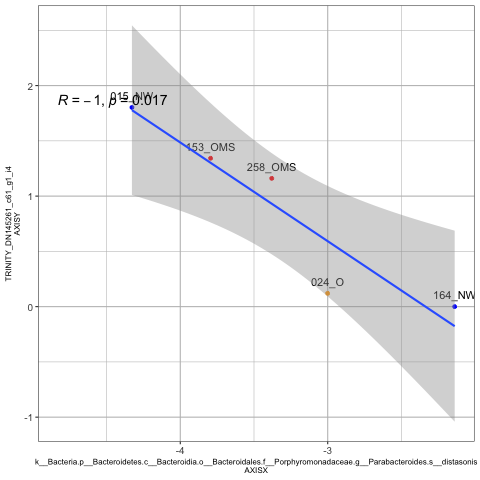 015_NW
R = −1, p = 0.017
153_OMS
258_OMS
024_O
164_NW
2
1
0
-1
-4
-3
TRINITY_DN145261_c61_g1_i4
AXISY
k__Bacteria.p__Bacteroidetes.c__Bacteroidia.o__Bacteroidales.f__Porphyromonadaceae.g__Parabacteroides.s__distasonis
AXISX